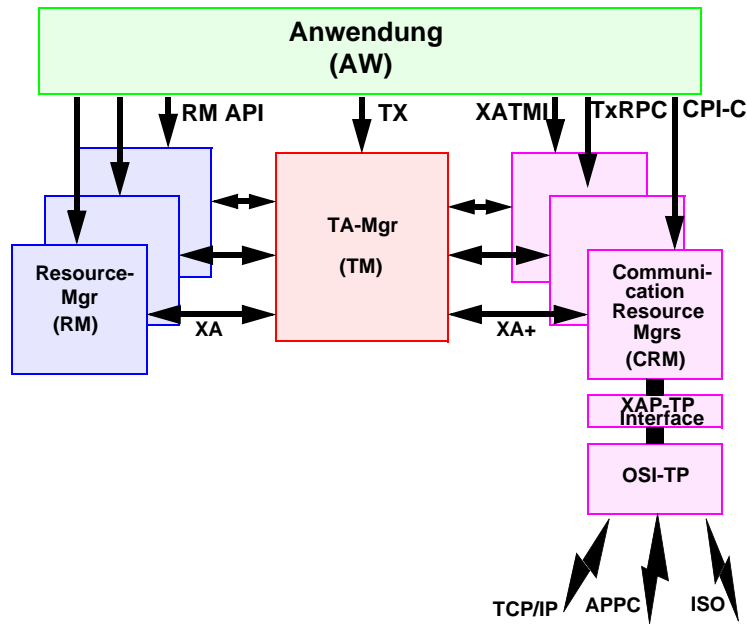 Anwendung
(AW)
RM API
TX
XATMI
TxRPC
CPI-C
Resource-
Mgr
(RM)
TA-Mgr
(TM)
Communi-
cation
Resource
Mgrs
(CRM)
XA
XA+
XAP-TP
Interface
OSI-TP
TCP/IP
APPC
ISO